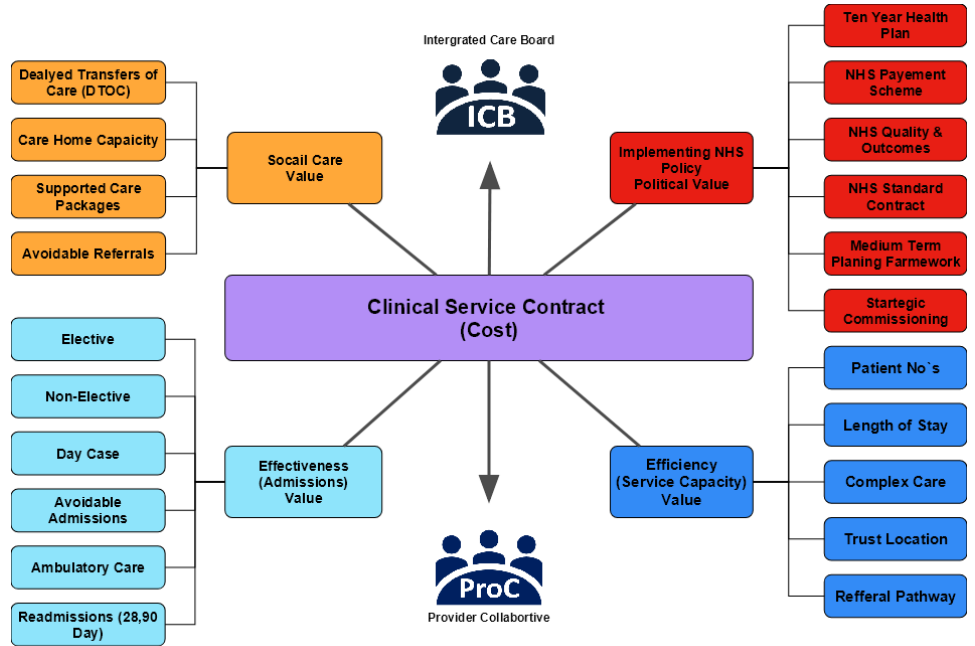 Intergrated Care Board
ICB
Dealyed Transfers of
Care (DTOC)
Care Home Capaicity
Supported Care
Packages
Avoidable Referrals
Socail Care
Value
Implementing NHS
Policy
Political Value
Ten Year Health
Plan
NHS Payement
Scheme
NHS Quality &
Outcomes
NHS Standard
Contract
Medium Term
Planing Farmework
Startegic
Commissioning
Clinical Service Contract
(Cost)
Elective
Non-Elective
Day Case
Avoidable
Admissions
Ambulatory Care
Readmissions (28,90
Day)
Effectiveness
(Admissions)
Value
Efficiency
(Service Capacity)
Value
Patient No`s
Length of Stay
Complex Care
Trust Location
Refferal Pathway
ProC
Provider Collabortive